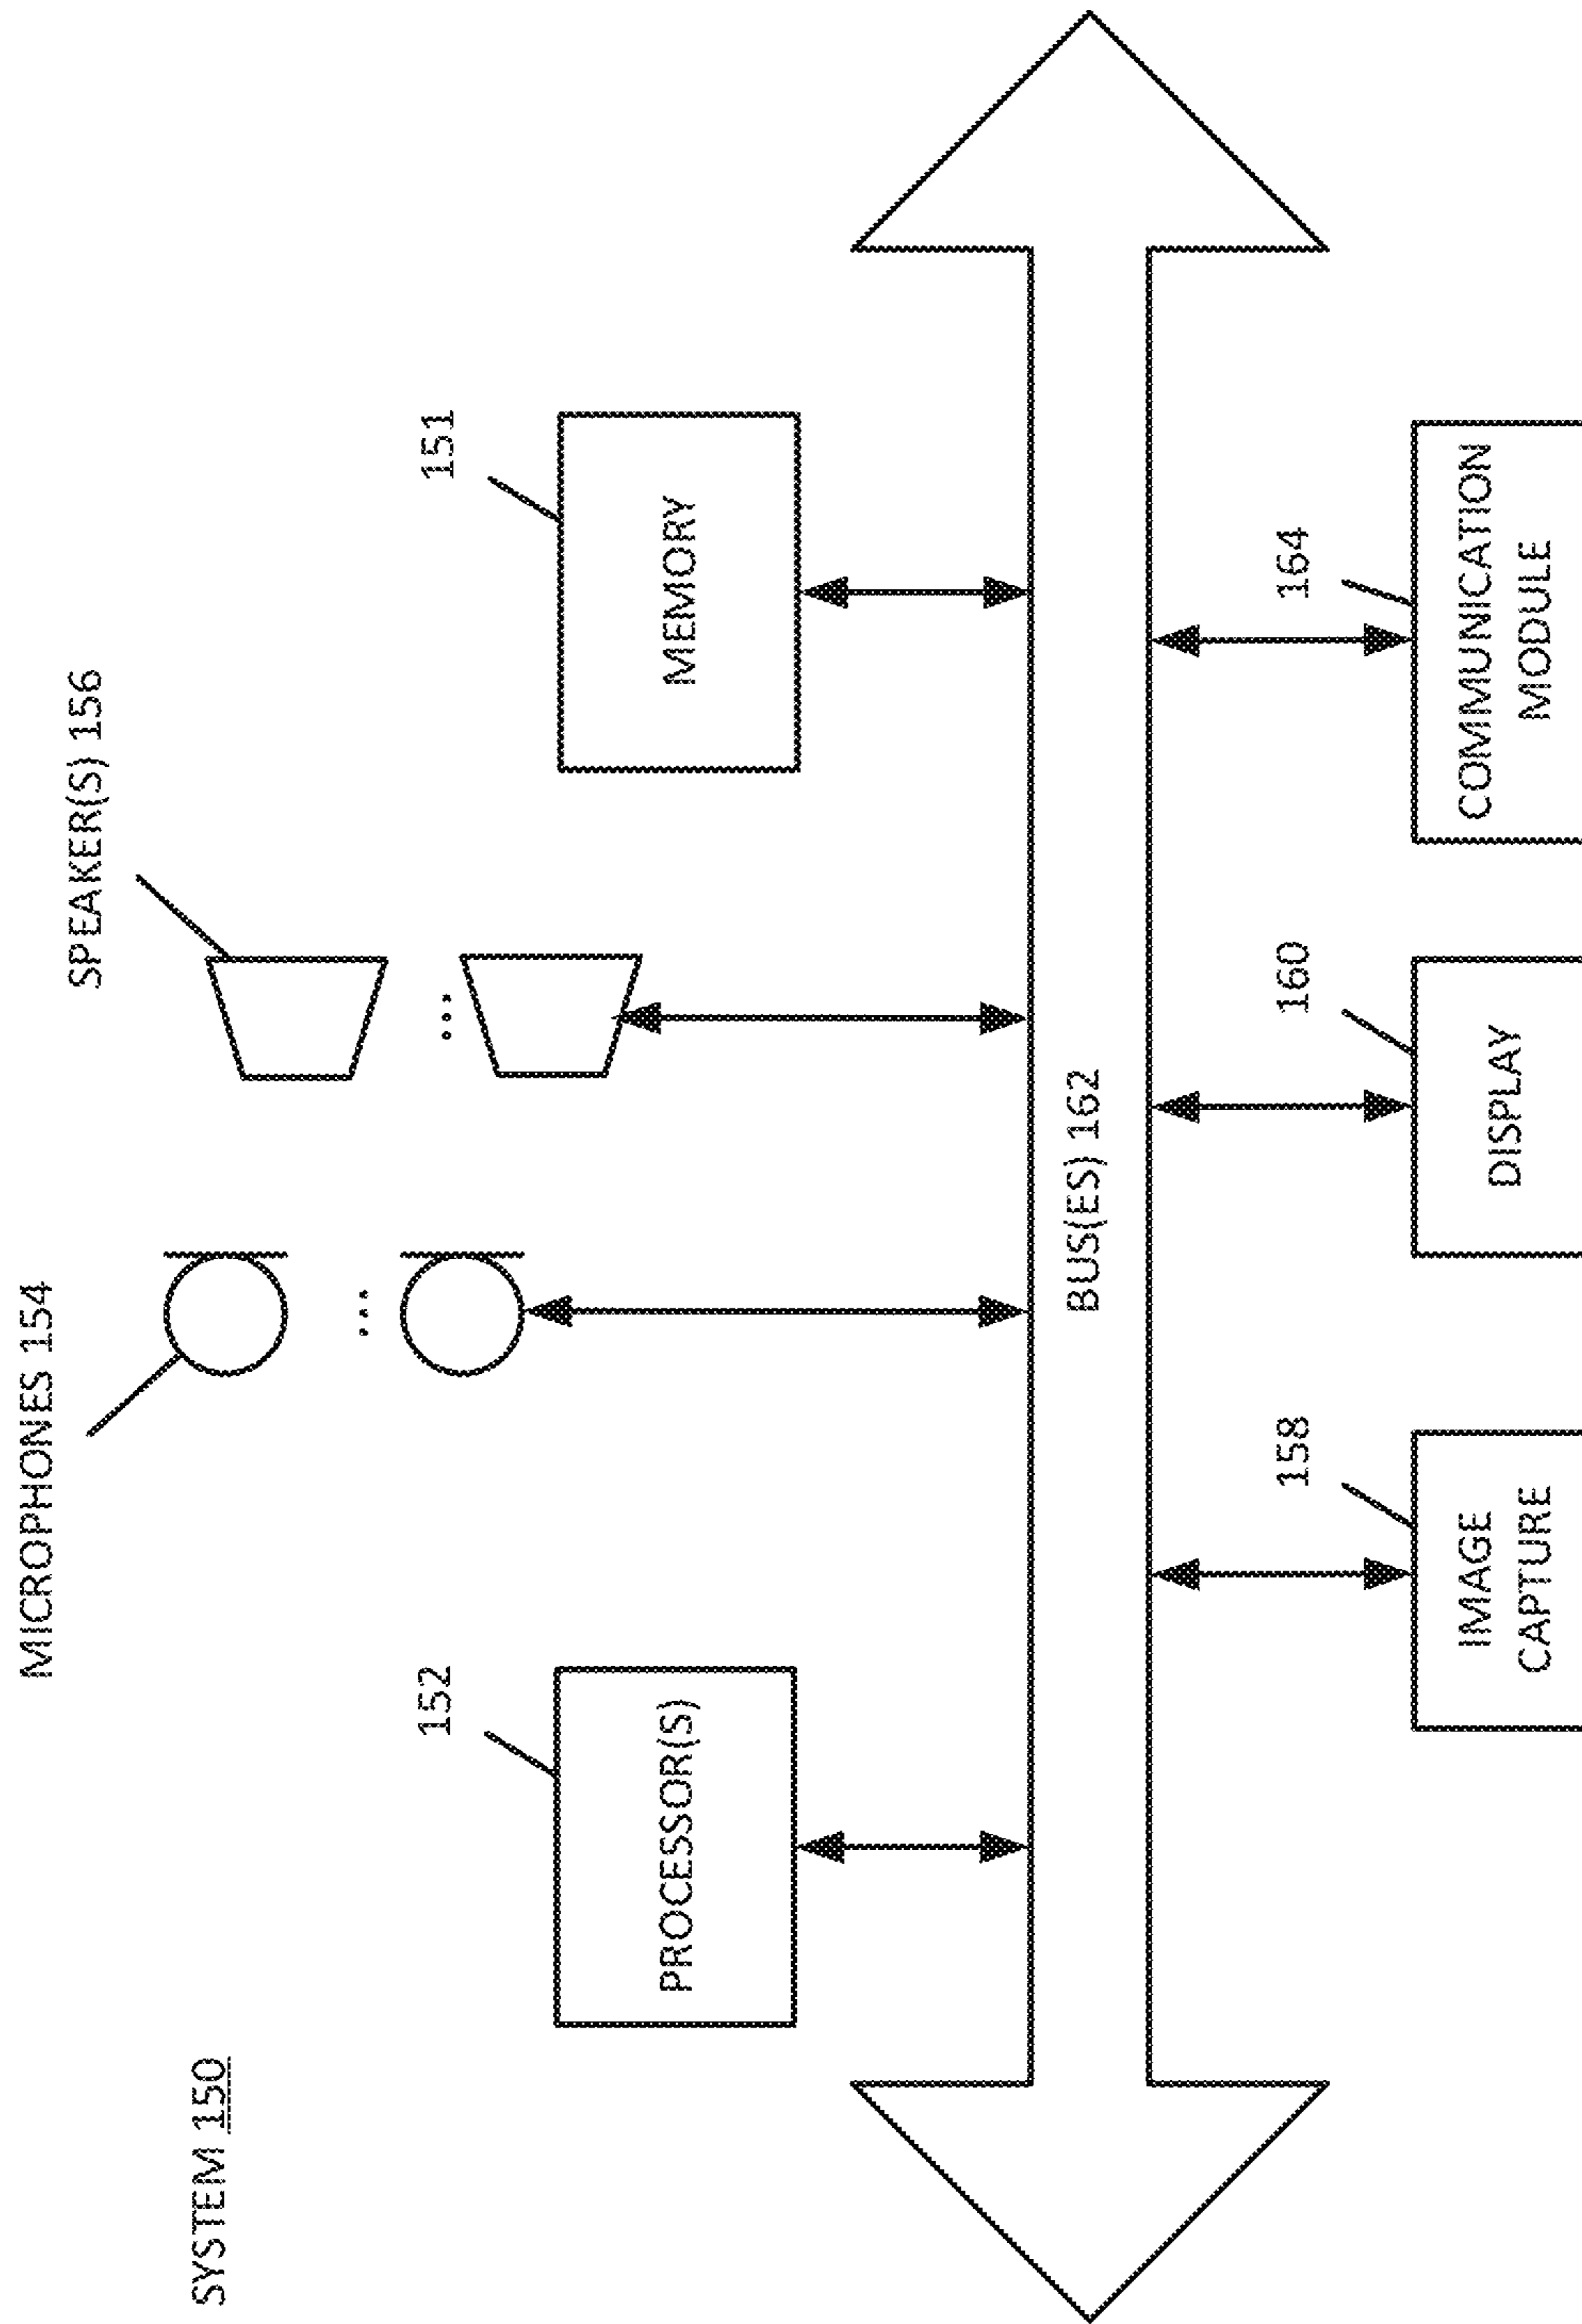 SYSTEM 150
MICROPHONES 154
SPEAKER(S) 156
152
PROCESSOR(S)
151
MEMORY
BUS(ES) 162
158
IMAGE
CAPTURE
160
DISPLAY
164
COMMUNICATION
MODULE